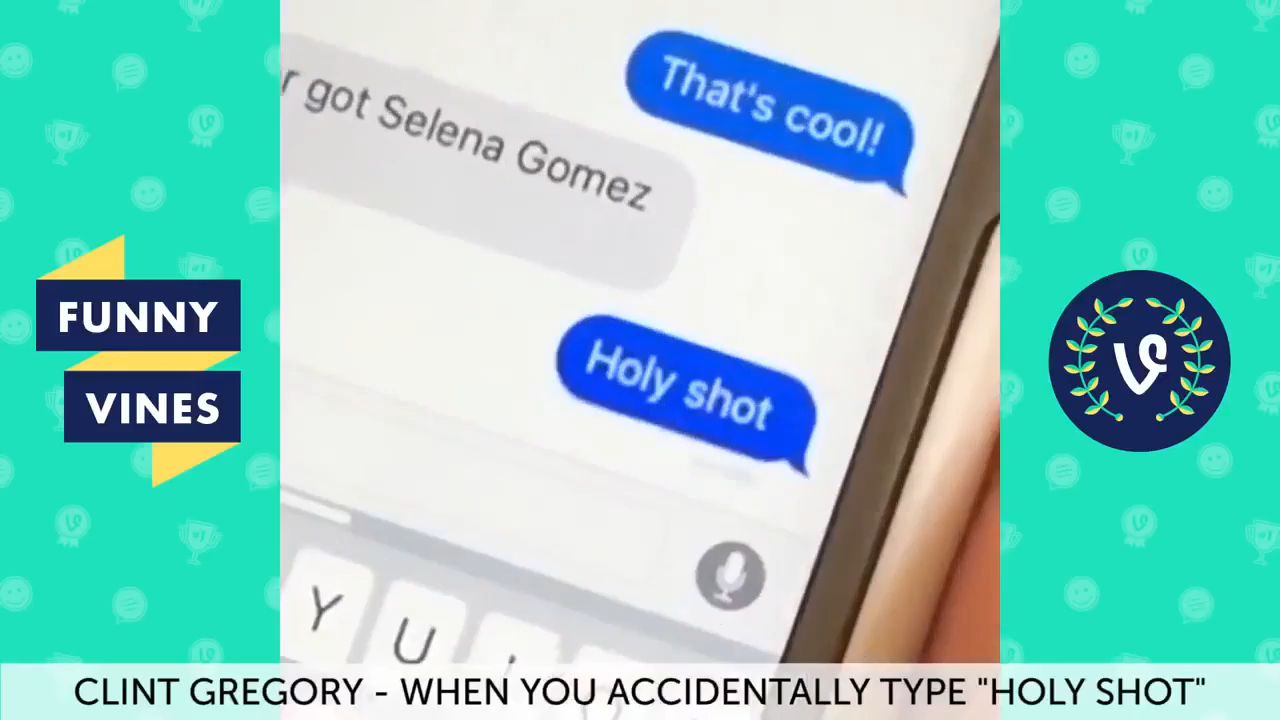 That's cool!
r got Selena Gomez
Holy shot
FUNNY
VINES
Y U
CLINT GREGORY - WHEN YOU ACCIDENTALLY TYPE "HOLY SHOT"